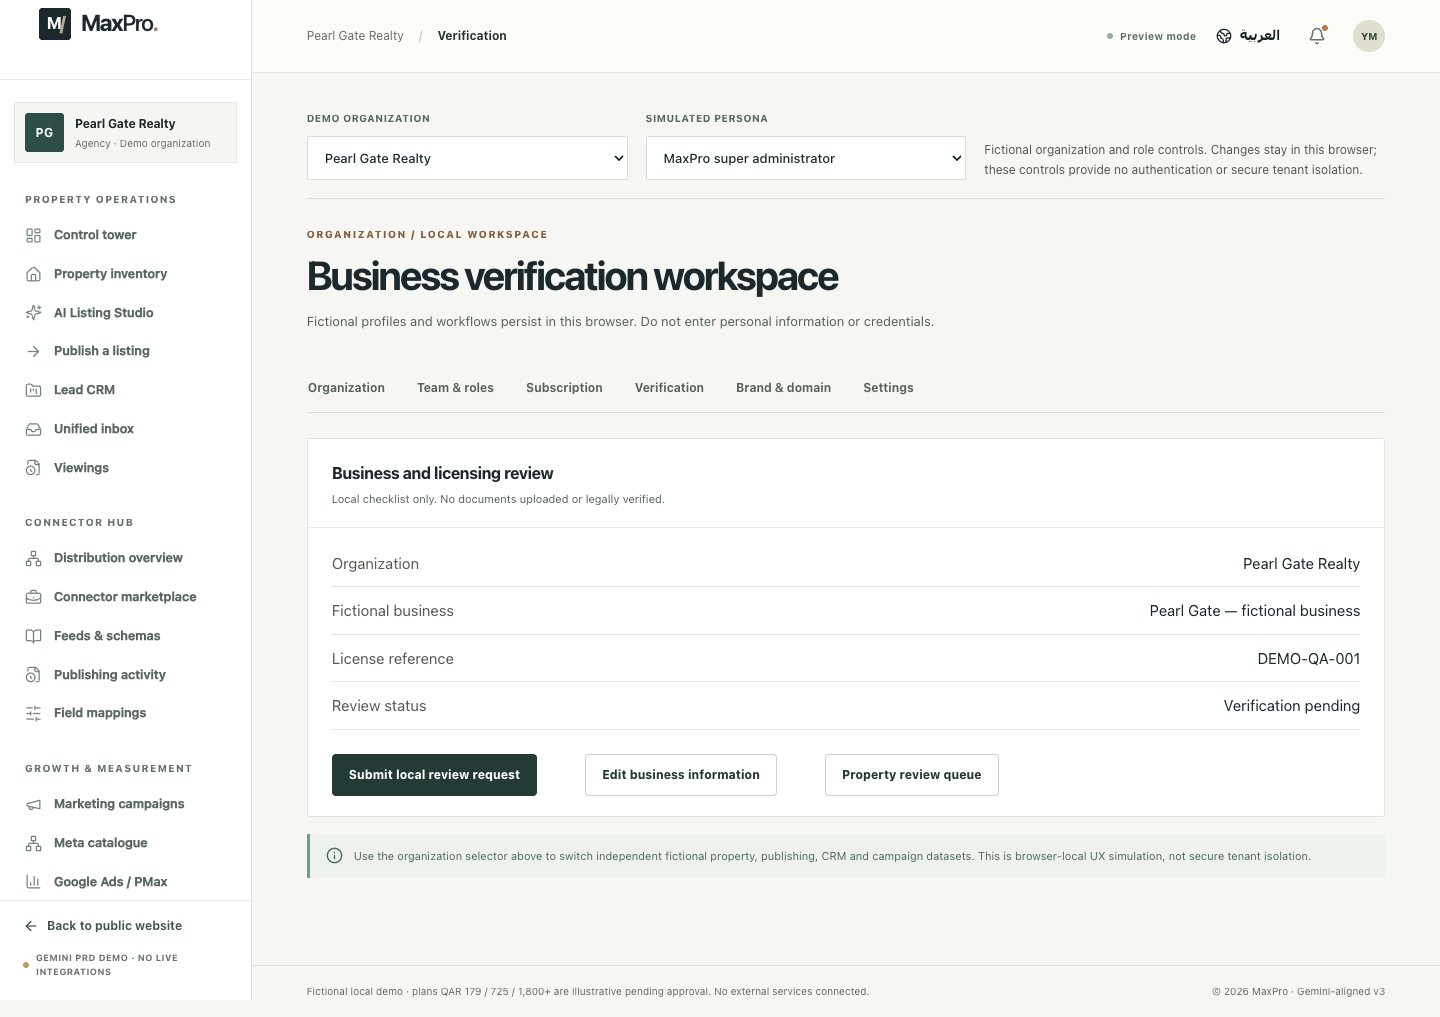 M/ MaxPro.
PG
Pearl Gate Realty
Agency · Demo organization
PROPERTY OPERATIONS
Control tower
Property inventory
AI Listing Studio
Publish a listing
Lead CRM
Unified inbox
Viewings
CONNECTOR HUB
Distribution overview
Connector marketplace
Feeds & schemas
Publishing activity
Field mappings
GROWTH & MEASUREMENT
Marketing campaigns
Meta catalogue
Google Ads / PMax
Back to public website
GEMINI PRD DEMO · NO LIVE
INTEGRATIONS
Pearl Gate Realty / Verification
Preview mode
العربية
YM
DEMO ORGANIZATION
Pearl Gate Realty
SIMULATED PERSONA
MaxPro super administrator
Fictional organization and role controls. Changes stay in this browser;
these controls provide no authentication or secure tenant isolation.
ORGANIZATION / LOCAL WORKSPACE
Business verification workspace
Fictional profiles and workflows persist in this browser. Do not enter personal information or credentials.
Organization Team & roles Subscription Verification Brand & domain Settings
Business and licensing review
Local checklist only. No documents uploaded or legally verified.
Organization Pearl Gate Realty
Fictional business Pearl Gate — fictional business
License reference DEMO-QA-001
Review status Verification pending
Submit local review request Edit business information Property review queue
Use the organization selector above to switch independent fictional property, publishing, CRM and campaign datasets. This is browser-local UX simulation, not secure tenant isolation.
Fictional local demo · plans QAR 179 / 725 / 1,800+ are illustrative pending approval. No external services connected.
© 2026 MaxPro · Gemini-aligned v3